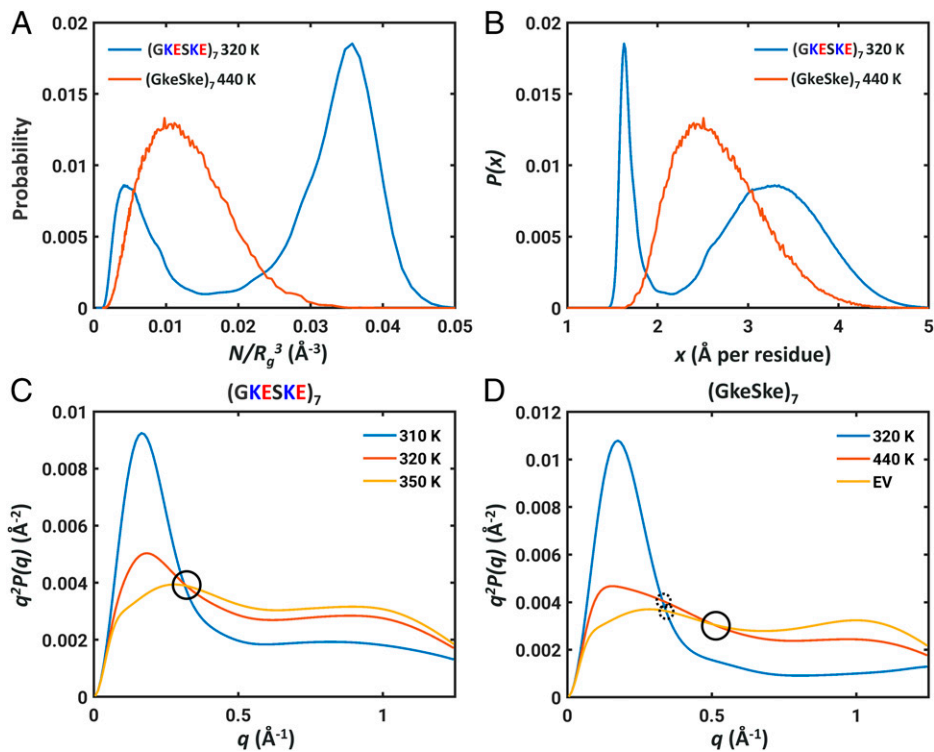 A
0.02
0.015
0.01
0.005
0
Probability
(GKESKE)7 320 K
(GkeSke)7 440 K
0 0.01 0.02 0.03 0.04 0.05
N/Rg³ (Å⁻³)
B
0.02
0.015
0.01
0.005
0
P(x)
(GKESKE)7 320 K
(GkeSke)7 440 K
1 2 3 4 5
x (Å per residue)
C
(GKESKE)7
0.01
0.008
0.006
0.004
0.002
0
q²P(q) (Å⁻²)
310 K
320 K
350 K
0 0.5 1
q (Å⁻¹)
D
(GkeSke)7
0.012
0.01
0.008
0.006
0.004
0.002
0
q²P(q) (Å⁻²)
320 K
440 K
EV
0 0.5 1
q (Å⁻¹)